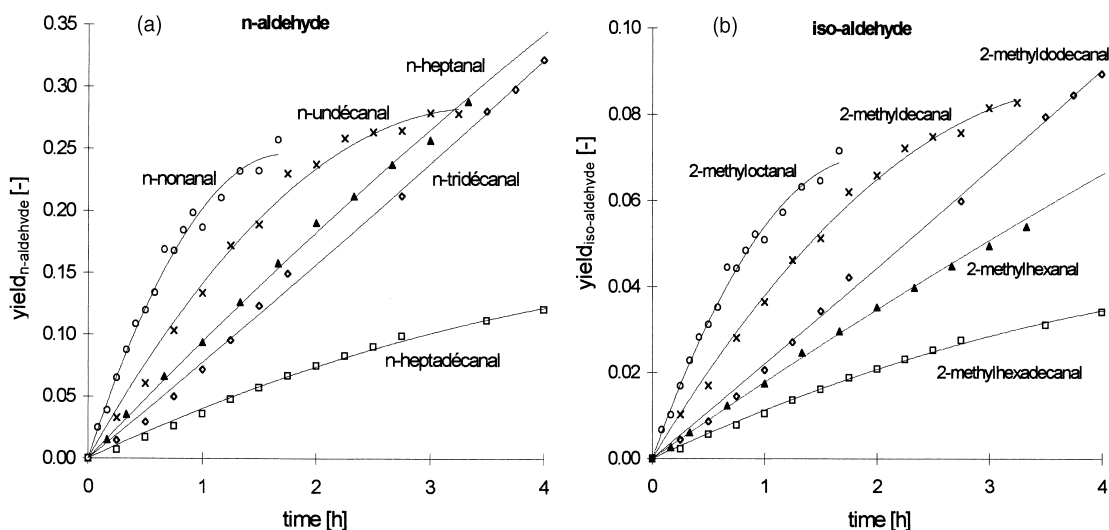 (a)
n-aldehyde
yield n-aldehyde [-]
0.35
0.30
0.25
0.20
0.15
0.10
0.05
0.00
n-heptanal
n-undécanal
n-nonanal
n-tridécanal
n-heptadécanal
0 1 2 3 4
time [h]
(b)
iso-aldehyde
yield iso-aldehyde [-]
0.10
0.08
0.06
0.04
0.02
0.00
2-methyldodecanal
2-methyldecanal
2-methyloctanal
2-methylhexanal
2-methylhexadecanal
0 1 2 3 4
time [h]